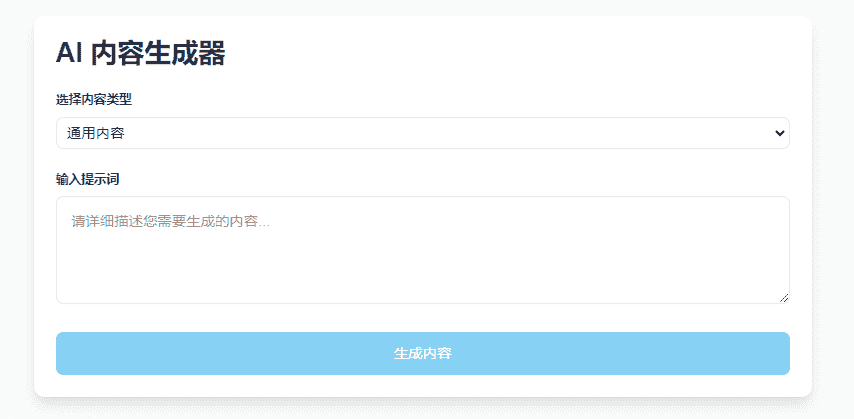 AI 内容生成器
选择内容类型
通用内容
输入提示词
请详细描述您需要生成的内容...
生成内容